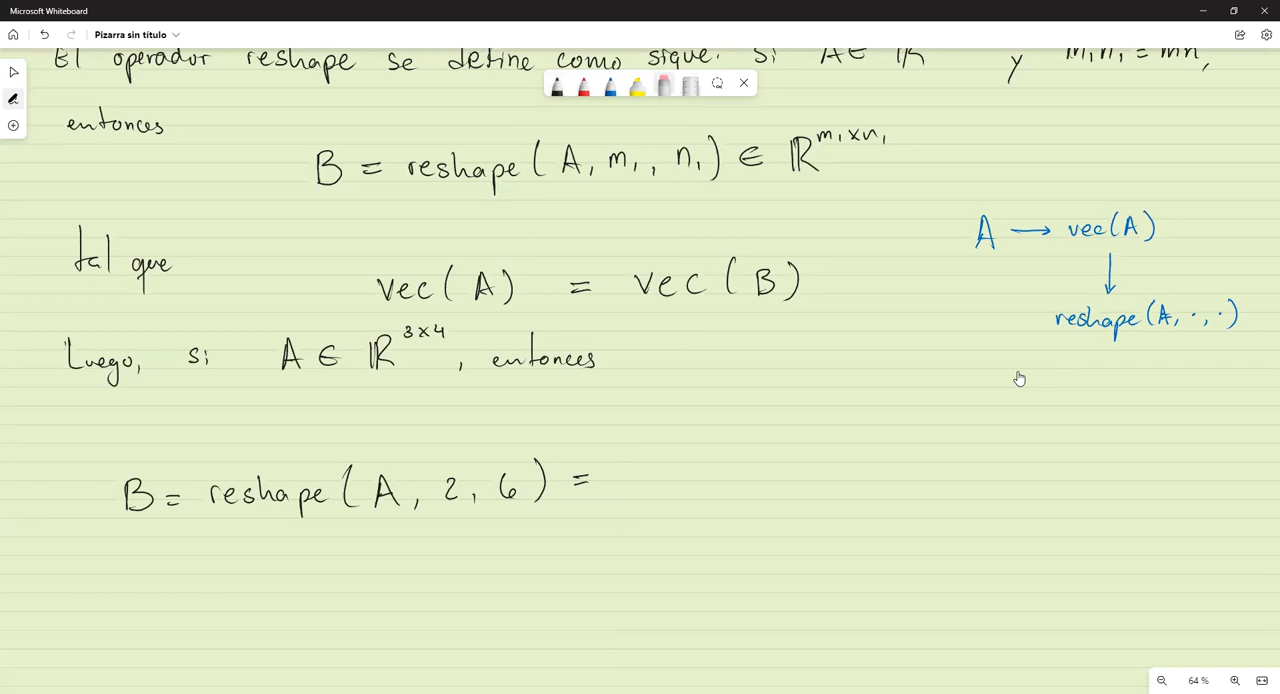 Microsoft Whiteboard
Pizarra sin título
El operador reshape se define como sigue. Si A ∈ ℝ y m₁n₁ = mn,
entonces
B = reshape(A, m₁, n₁) ∈ ℝ^{m₁×n₁}
A → vec(A)
↓
reshape(A, ·, ·)
tal que
vec(A) = vec(B)
Luego, si A ∈ ℝ^{3×4}, entonces
B = reshape(A, 2, 6) =
64 %